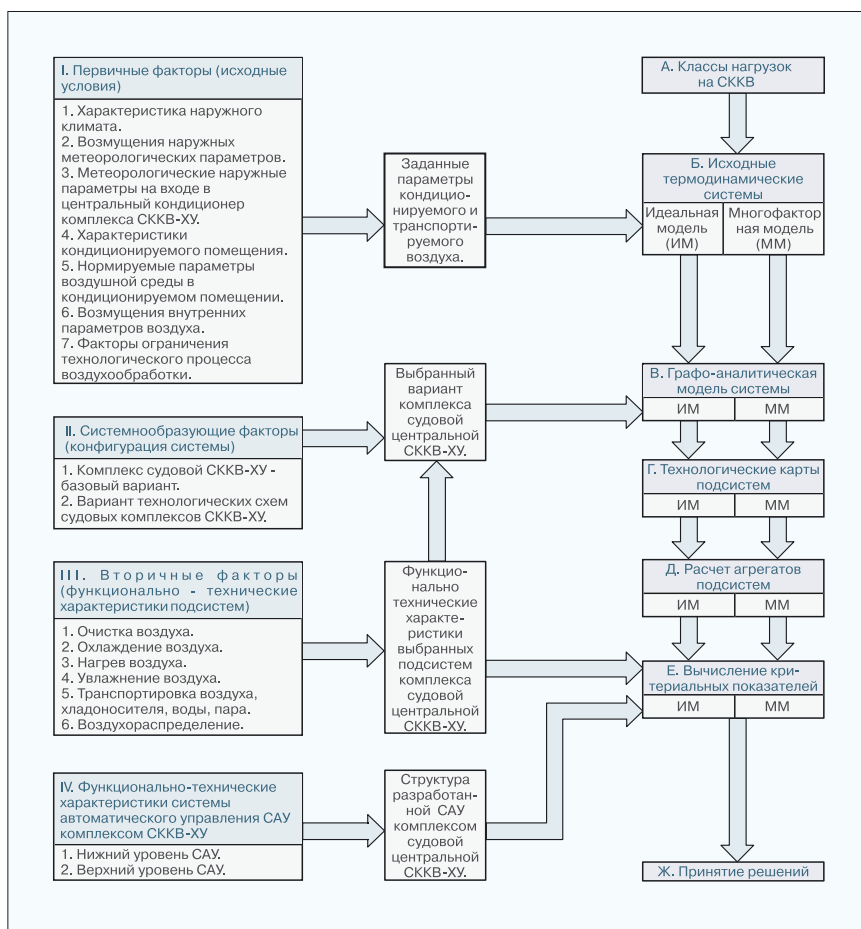 I. Первичные факторы (исходные
условия)
1. Характеристика наружного
климата.
2. Возмущения наружных
метеорологических параметров.
3. Метеорологические наружные
параметры на входе в
центральный кондиционер
комплекса СККВ-ХУ.
4. Характеристики
кондиционируемого помещения.
5. Нормируемые параметры
воздушной среды в
кондиционируемом помещении.
6. Возмущения внутренних
параметров воздуха.
7. Факторы ограничения
технологического процесса
воздухообработки.
II. Системнообразующие факторы
(конфигурация системы)
1. Комплекс судовой СККВ-ХУ -
базовый вариант.
2. Вариант технологических схем
судовых комплексов СККВ-ХУ.
III. Вторичные факторы
(функционально - технические
характеристики подсистем)
1. Очистка воздуха.
2. Охлаждение воздуха.
3. Нагрев воздуха.
4. Увлажнение воздуха.
5. Транспортировка воздуха,
хладоносителя, воды, пара.
6. Воздухораспределение.
IV. Функционально-технические
характеристики системы
автоматического управления САУ
комплексом СККВ-ХУ
1. Нижний уровень САУ.
2. Верхний уровень САУ.
Заданные
параметры
кондицио-
нируемого и
транспорти-
руемого
воздуха.
Выбранный
вариант
комплекса
судовой
центральной
СККВ-ХУ.
Функцио-
нально
технические
характе-
ристики
выбранных
подсистем
комплекса
судовой
центральной
СККВ-ХУ.
Структура
разработан-
ной САУ
комплексом
судовой
центральной
СККВ-ХУ.
А. Классы нагрузок
на СККВ
Б. Исходные
термодинамические
системы
Идеальная
модель
(ИМ)
Многофактор
ная модель
(ММ)
В. Графо-аналитическая
модель системы
ИМ ММ
Г. Технологические карты
подсистем
ИМ ММ
Д. Расчет агрегатов
подсистем
ИМ ММ
Е. Вычисление кри-
териальных показателей
ИМ ММ
Ж. Принятие решений